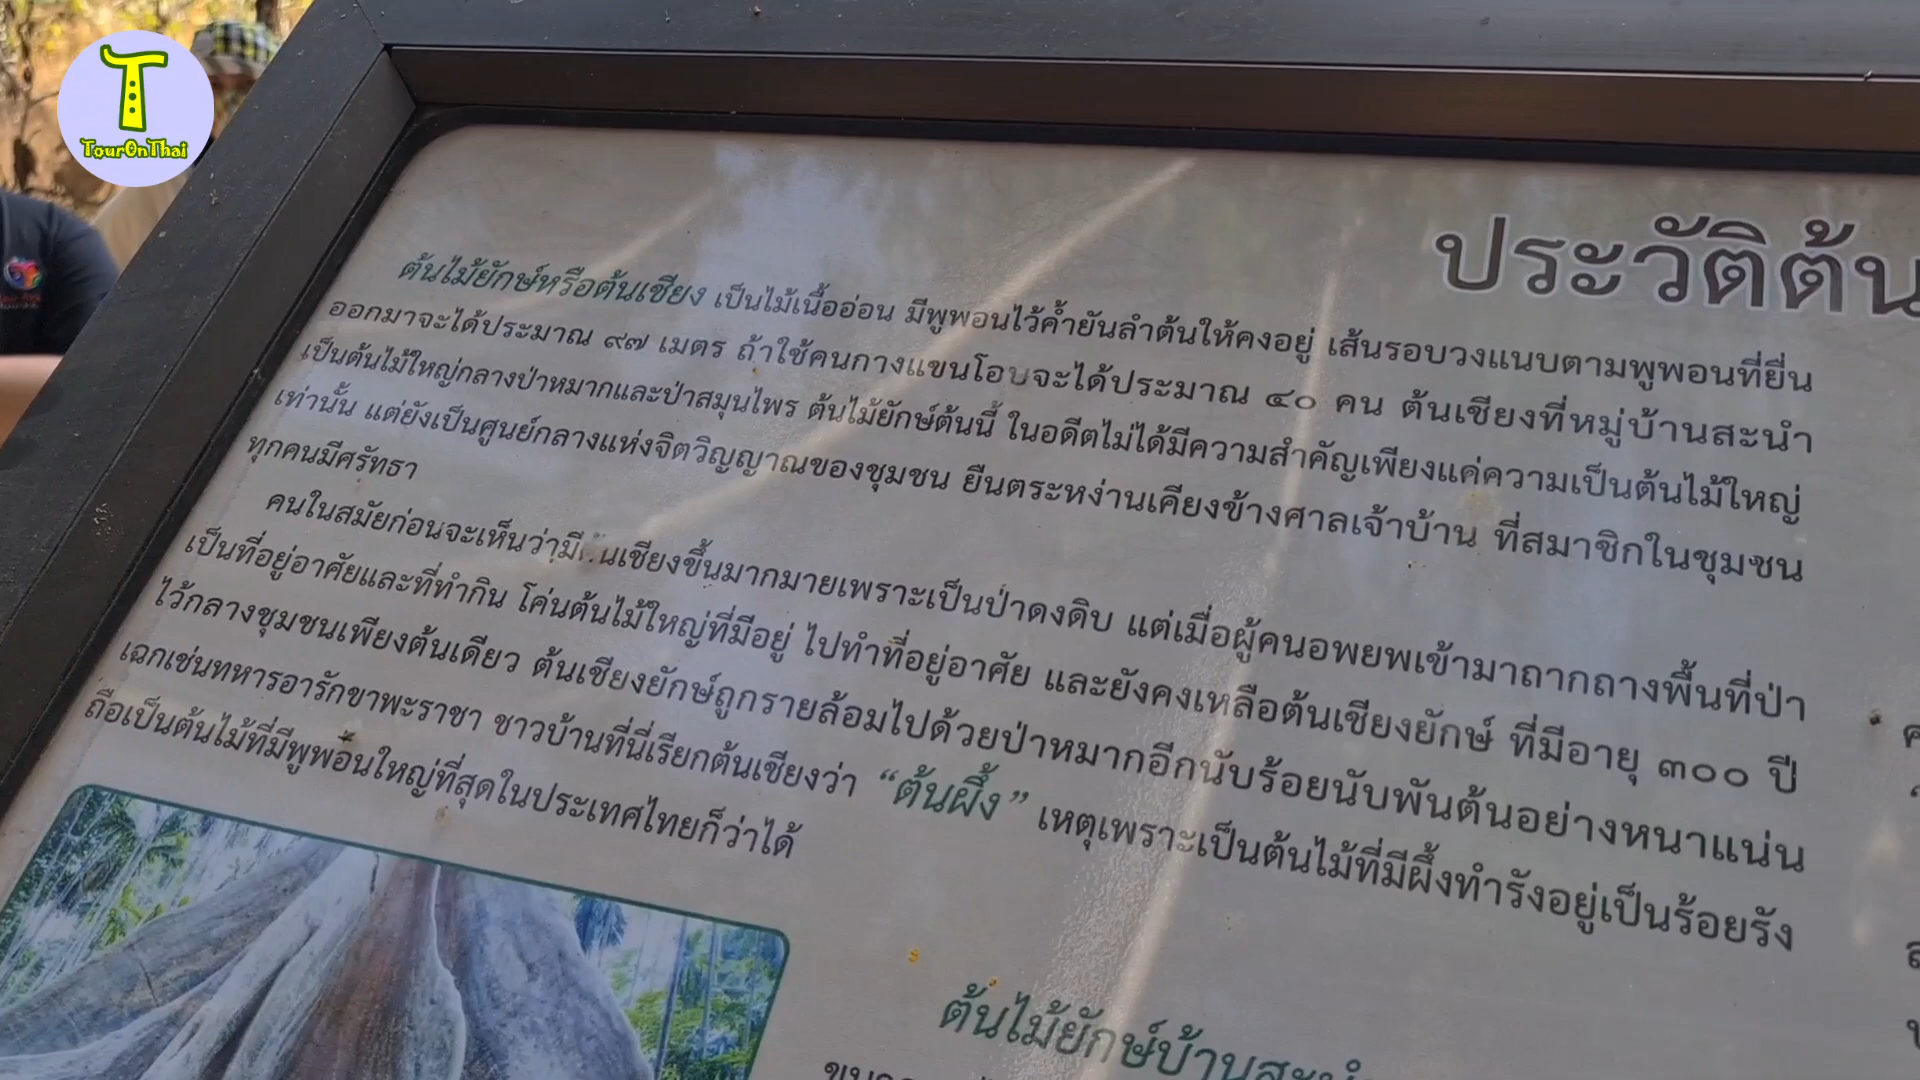 TourOnThai
ประวัติต้น
ต้นไม้ยักษ์หรือต้นเชียง เป็นไม้เนื้ออ่อน มีพูพอนไว้ค้ำยันลำต้นให้คงอยู่ เส้นรอบวงแนบตามพูพอนที่ยื่น
ออกมาจะได้ประมาณ ๙๗ เมตร ถ้าใช้คนกางแขนโอบจะได้ประมาณ ๔๐ คน ต้นเชียงที่หมู่บ้านสะนำ
เป็นต้นไม้ใหญ่กลางป่าหมากและป่าสมุนไพร ต้นไม้ยักษ์ต้นนี้ ในอดีตไม่ได้มีความสำคัญเพียงแค่ความเป็นต้นไม้ใหญ่
เท่านั้น แต่ยังเป็นศูนย์กลางแห่งจิตวิญญาณของชุมชน ยืนตระหง่านเคียงข้างศาลเจ้าบ้าน ที่สมาชิกในชุมชน
ทุกคนมีศรัทธา
คนในสมัยก่อนจะเห็นว่ามีต้นเชียงขึ้นมากมายเพราะเป็นป่าดงดิบ แต่เมื่อผู้คนอพยพเข้ามาถากถางพื้นที่ป่า
เป็นที่อยู่อาศัยและที่ทำกิน โค่นต้นไม้ใหญ่ที่มีอยู่ ไปทำที่อยู่อาศัย และยังคงเหลือต้นเชียงยักษ์ ที่มีอายุ ๓๐๐ ปี
ไว้กลางชุมชนเพียงต้นเดียว ต้นเชียงยักษ์ถูกรายล้อมไปด้วยป่าหมากอีกนับร้อยนับพันต้นอย่างหนาแน่น
เฉกเช่นทหารอารักขาพะราชา ชาวบ้านที่นี่เรียกต้นเชียงว่า “ต้นผึ้ง” เหตุเพราะเป็นต้นไม้ที่มีผึ้งทำรังอยู่เป็นร้อยรัง
ถือเป็นต้นไม้ที่มีพูพอนใหญ่ที่สุดในประเทศไทยก็ว่าได้
ต้นไม้ยักษ์บ้านสะนำ